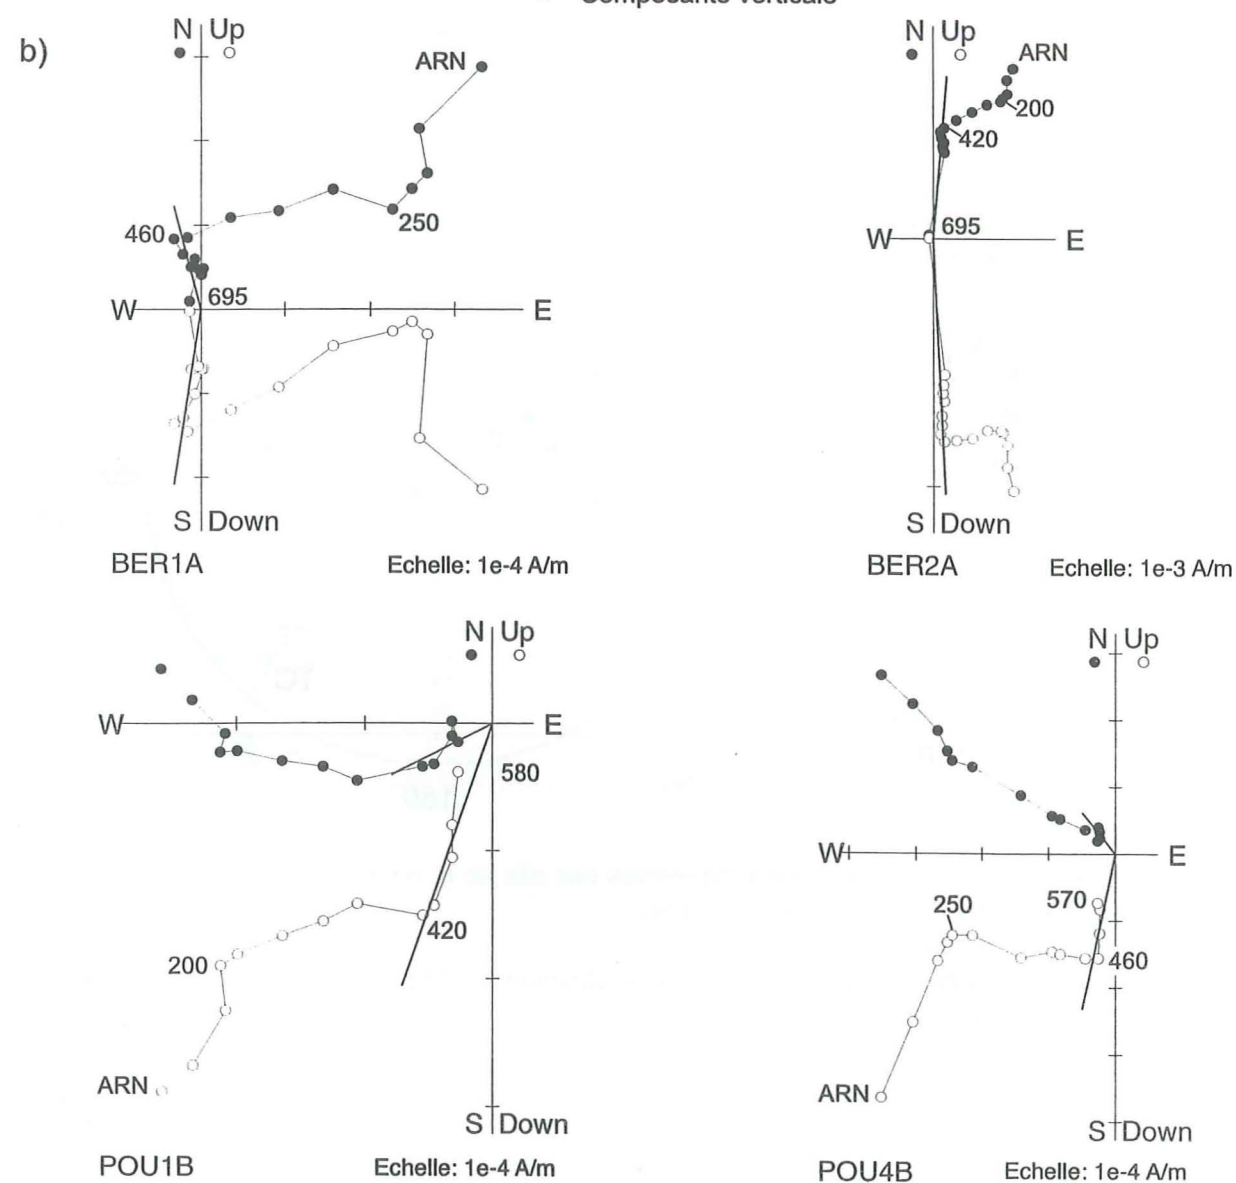 Composante verticale
b)
N Up
ARN
250
460
695
W E
S Down
BER1A Echelle: 1e-4 A/m
N Up
ARN
200
420
695
W E
S Down
BER2A Echelle: 1e-3 A/m
N Up
W E
580
420
200
ARN
S Down
POU1B Echelle: 1e-4 A/m
N Up
W E
250
570
460
ARN
S Down
POU4B Echelle: 1e-4 A/m